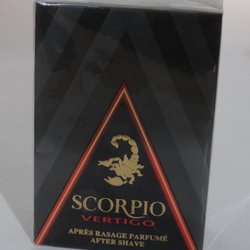 SCORPIO
VERTIGO
APRÈS RASAGE PARFUMÉ
AFTER SHAVE